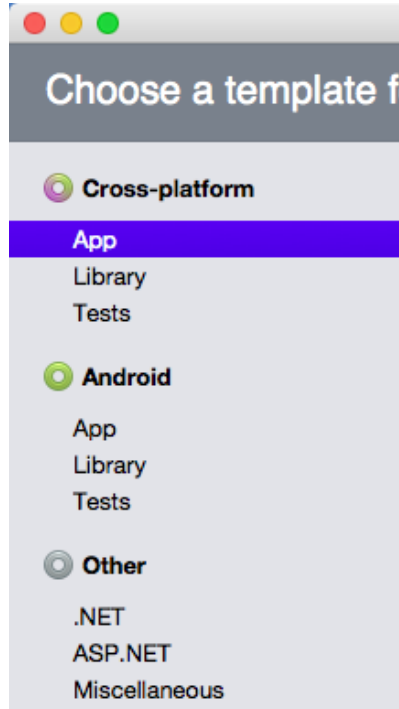 Choose a template f
Cross-platform
App
Library
Tests
Android
App
Library
Tests
Other
.NET
ASP.NET
Miscellaneous